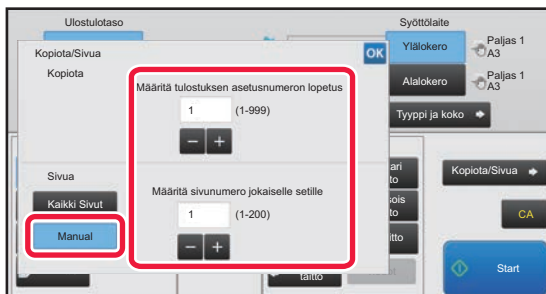 Ulostulotaso
Syöttölaite
Kopiota/Sivua
OK
Ylälokero
Paljas 1
A3
Kopiota
Määritä tulostuksen asetusnumeron lopetus
Alalokero
Paljas 1
A3
1 (1-999)
Tyyppi ja koko
Sivua
Määritä sivunumero jokaiselle setille
Kopiota/Sivua
Kaikki Sivut
1 (1-200)
CA
Manual
Start
taitto